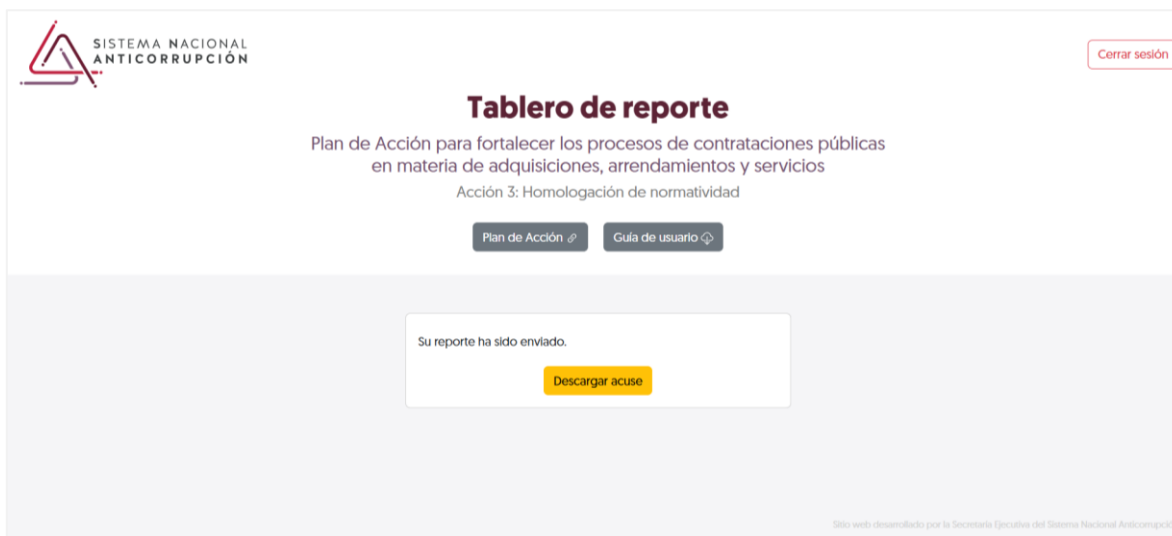 SISTEMA NACIONAL
ANTICORRUPCIÓN
Cerrar sesión
Tablero de reporte
Plan de Acción para fortalecer los procesos de contrataciones públicas
en materia de adquisiciones, arrendamientos y servicios
Acción 3: Homologación de normatividad
Plan de Acción
Guía de usuario
Su reporte ha sido enviado.
Descargar acuse
Sitio web desarrollado por la Secretaría Ejecutiva del Sistema Nacional